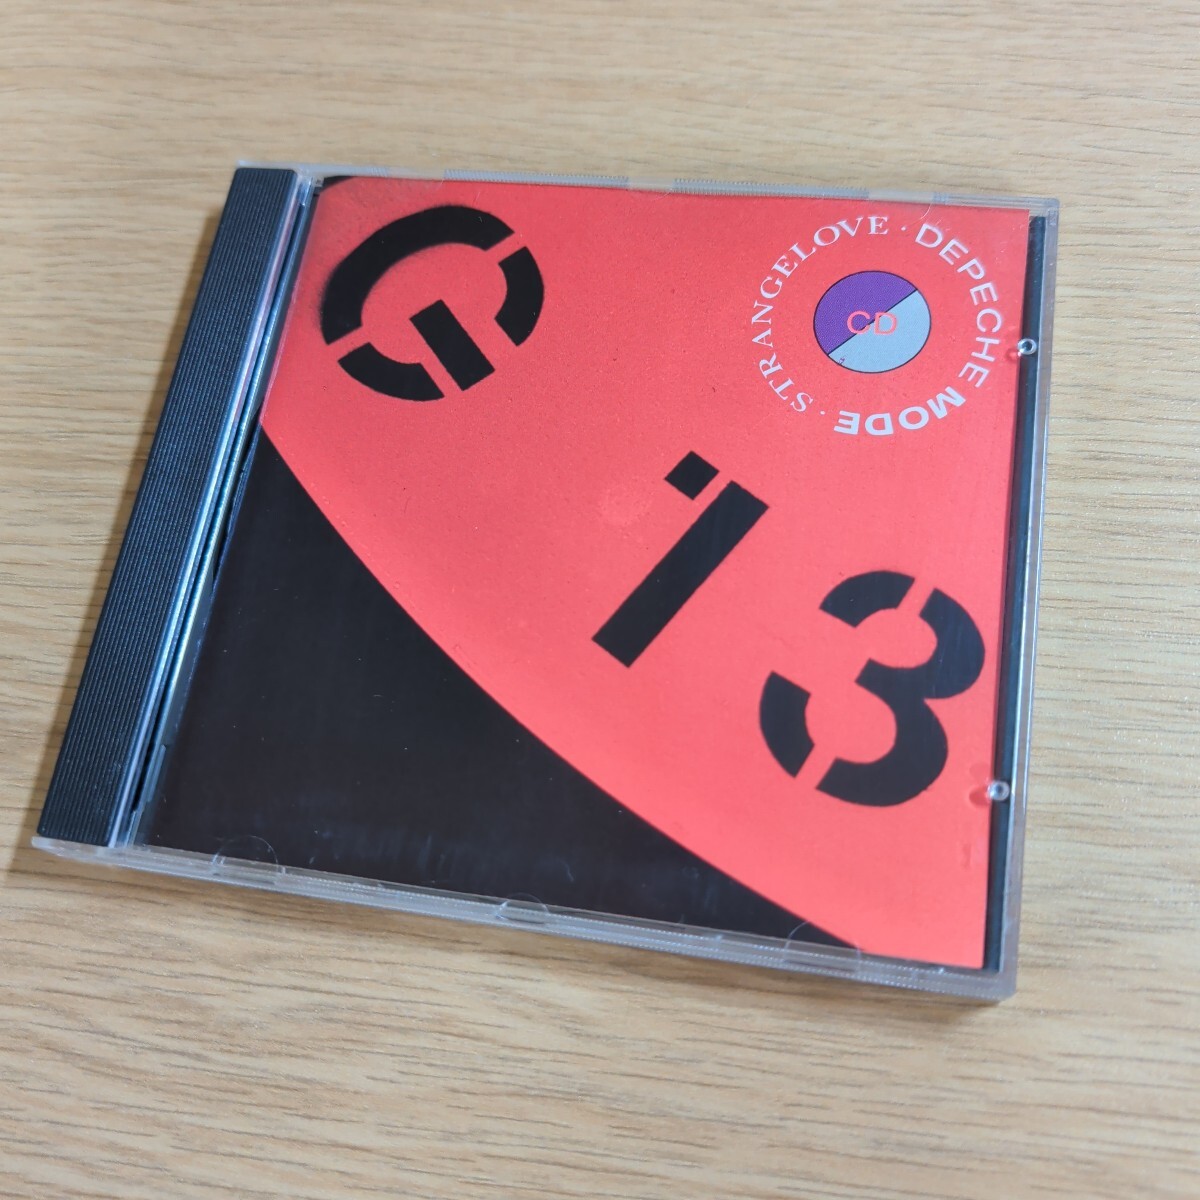 STRANGELOVE · DEPECHE MODE ·
CD
G 13